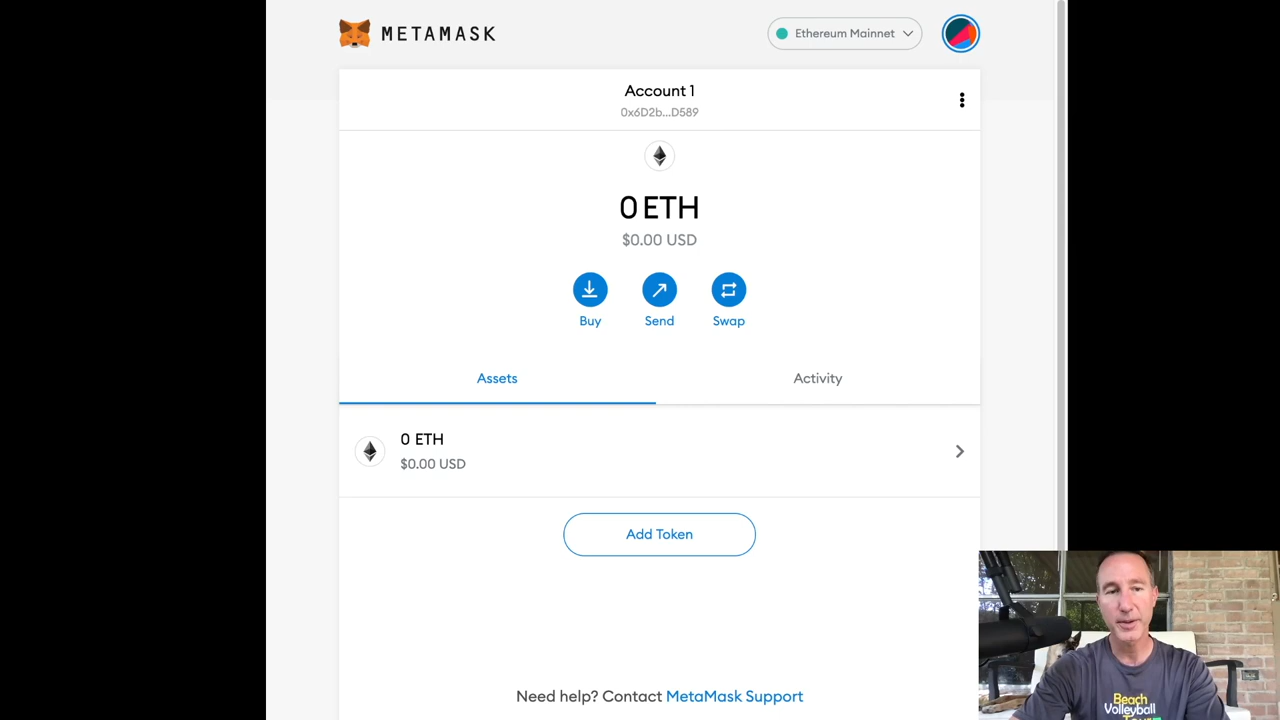 METAMASK
Ethereum Mainnet
Account 1
0x6D2b...D589
0 ETH
$0.00 USD
Buy
Send
Swap
Assets
Activity
0 ETH
$0.00 USD
Add Token
Need help? Contact MetaMask Support
Beach
Volleyball